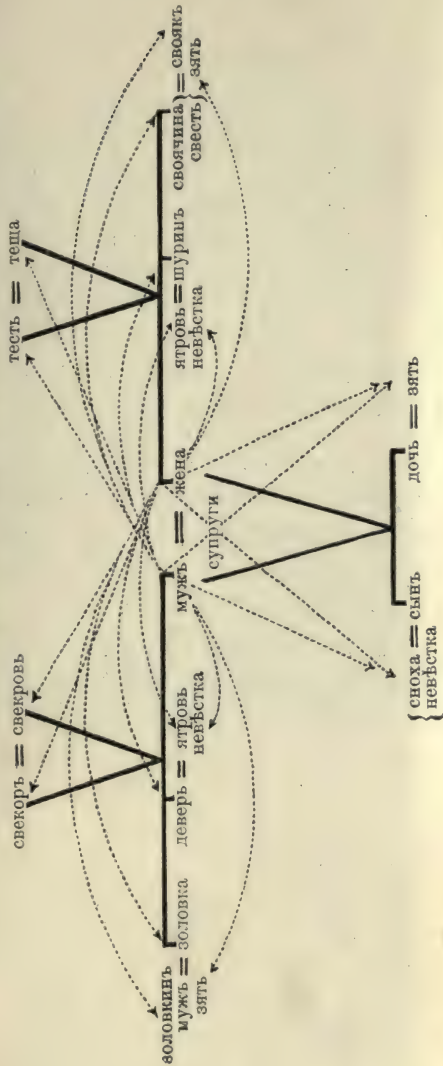 свекоръ = свекровь
тесть = теща
золовкинъ
мужъ = золовка
зять
деверь = ятровь
невѣстка
мужъ = жена
супруги
ятровь = шуринъ
невѣстка
своячина } = своякъ
свесть } зять
{ сноха = сынъ
{ невѣстка
дочь = зять